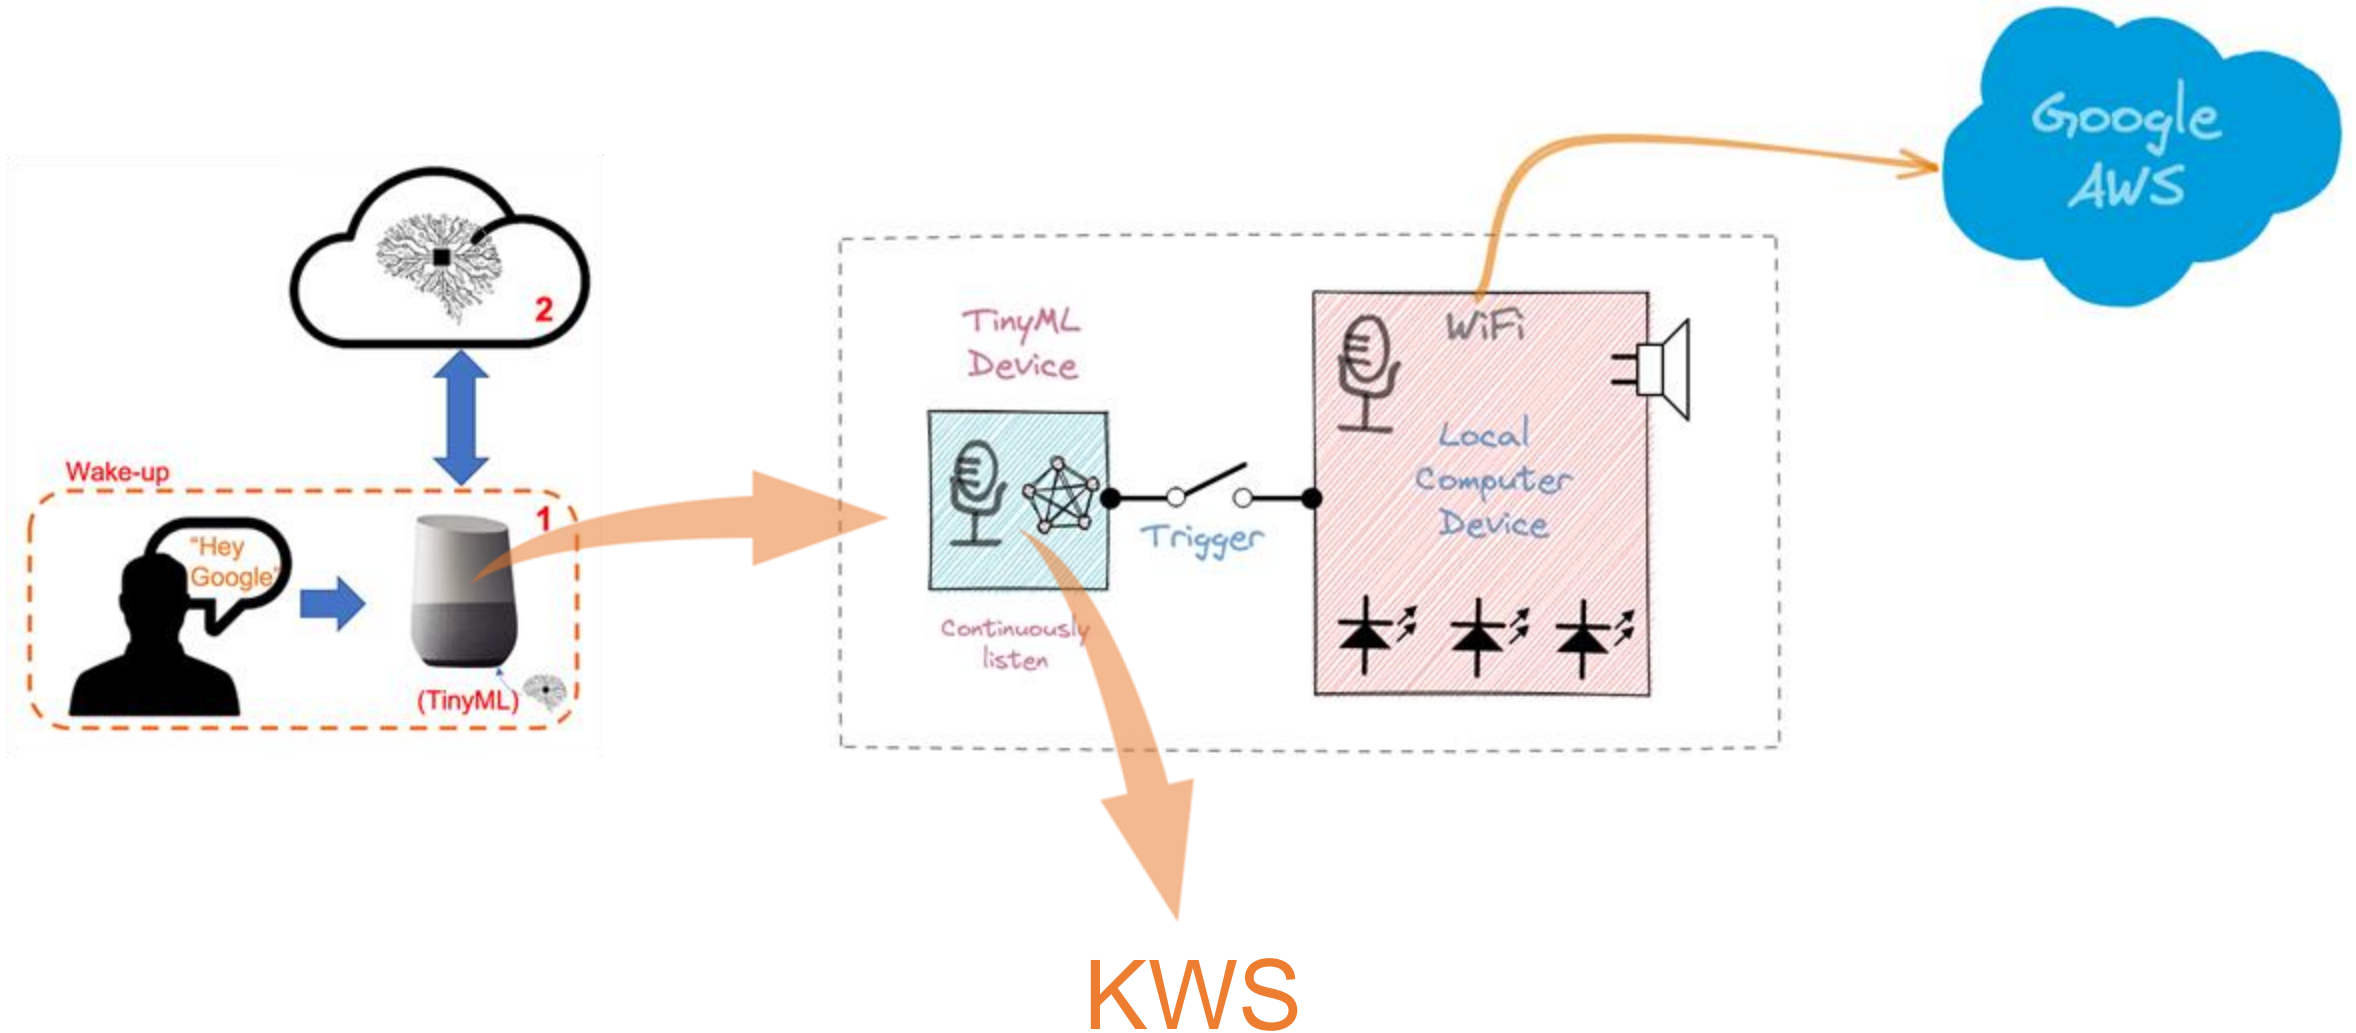 Google
AWS
2
Wake-up
1
"Hey
Google"
(TinyML)
TinyML
Device
Continuously
listen
Trigger
WiFi
Local
Computer
Device
KWS